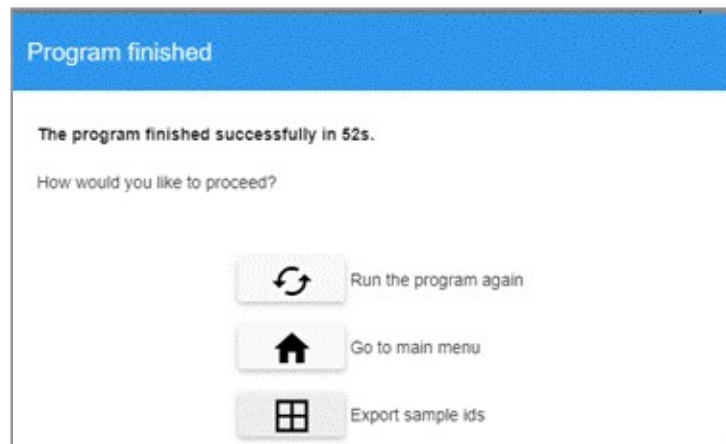 Program finished
The program finished successfully in 52s.
How would you like to proceed?
Run the program again
Go to main menu
Export sample ids